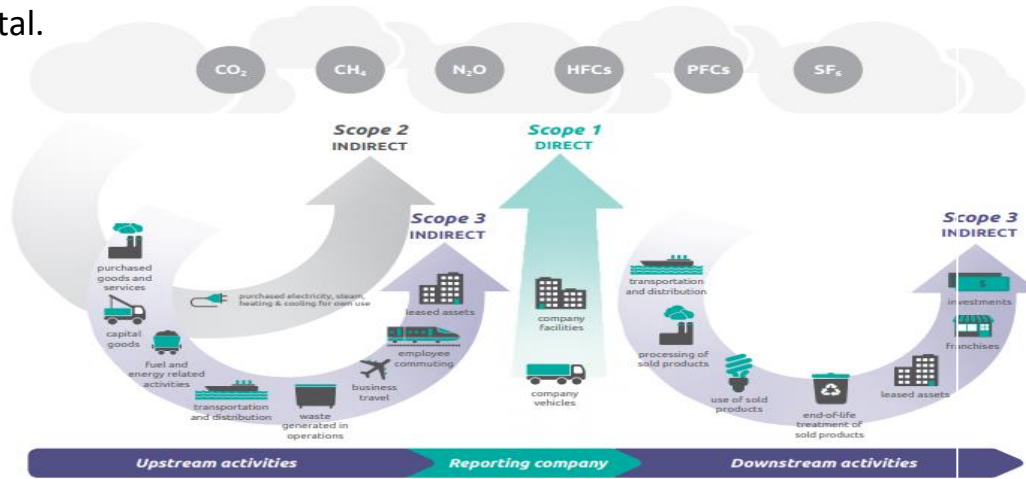 tal.
CO₂
CH₄
N₂O
HFCs
PFCs
SF₆
Scope 2
INDIRECT
Scope 1
DIRECT
Scope 3
INDIRECT
Scope 3
INDIRECT
purchased
goods and
services
capital
goods
fuel and
energy related
activities
transportation
and distribution
waste
generated in
operations
business
travel
employee
commuting
leased assets
purchased electricity, steam,
heating & cooling for own use
company
facilities
company
vehicles
transportation
and distribution
processing of
sold products
use of sold
products
end-of-life
treatment of
sold products
leased assets
franchises
$
investments
Upstream activities
Reporting company
Downstream activities